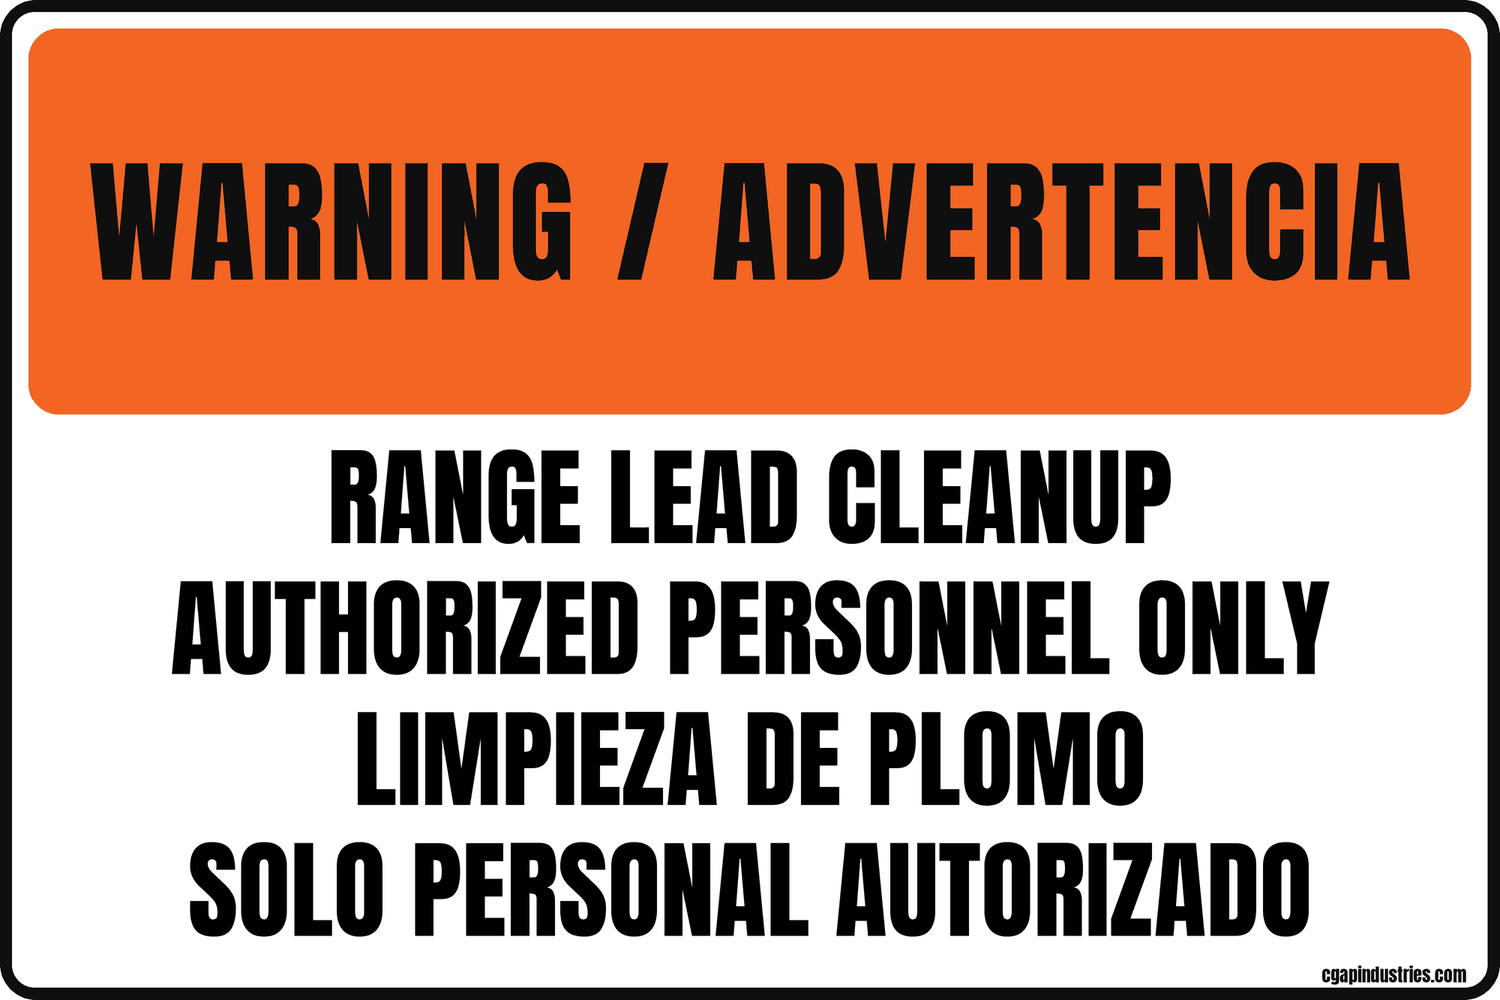 WARNING / ADVERTENCIA
RANGE LEAD CLEANUP
AUTHORIZED PERSONNEL ONLY
LIMPIEZA DE PLOMO
SOLO PERSONAL AUTORIZADO
cgapindustries.com